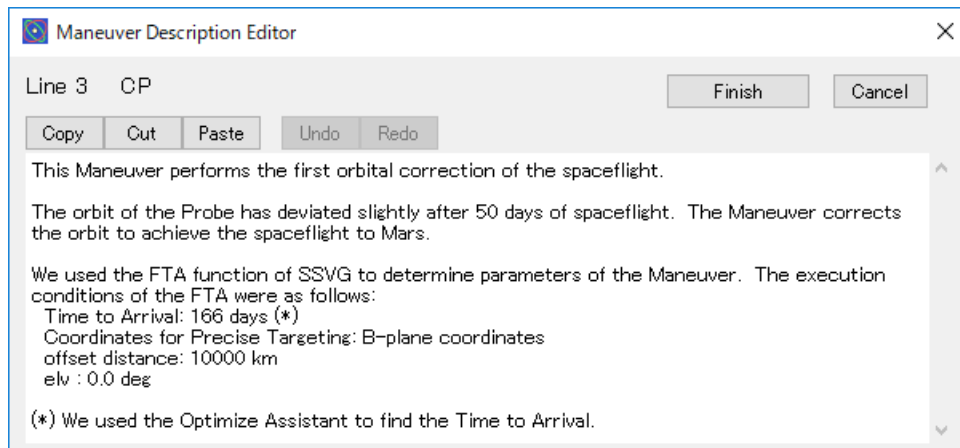 Maneuver Description Editor
Line 3 CP
Finish Cancel
Copy Cut Paste Undo Redo
This Maneuver performs the first orbital correction of the spaceflight.
The orbit of the Probe has deviated slightly after 50 days of spaceflight. The Maneuver corrects
the orbit to achieve the spaceflight to Mars.
We used the FTA function of SSVG to determine parameters of the Maneuver. The execution
conditions of the FTA were as follows:
Time to Arrival: 166 days (*)
Coordinates for Precise Targeting: B-plane coordinates
offset distance: 10000 km
elv : 0.0 deg
(*) We used the Optimize Assistant to find the Time to Arrival.